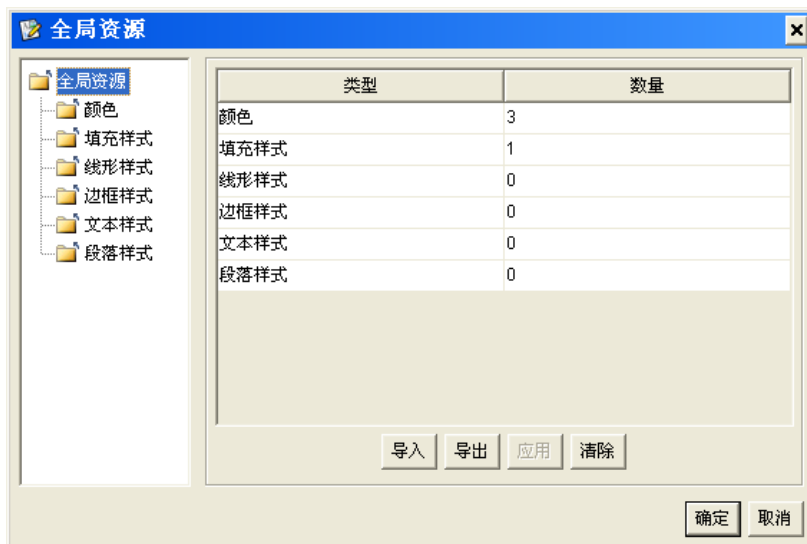 全局资源
全局资源
颜色
填充样式
线形样式
边框样式
文本样式
段落样式
类型 数量
颜色 3
填充样式 1
线形样式 0
边框样式 0
文本样式 0
段落样式 0
导入 导出 应用 清除
确定 取消